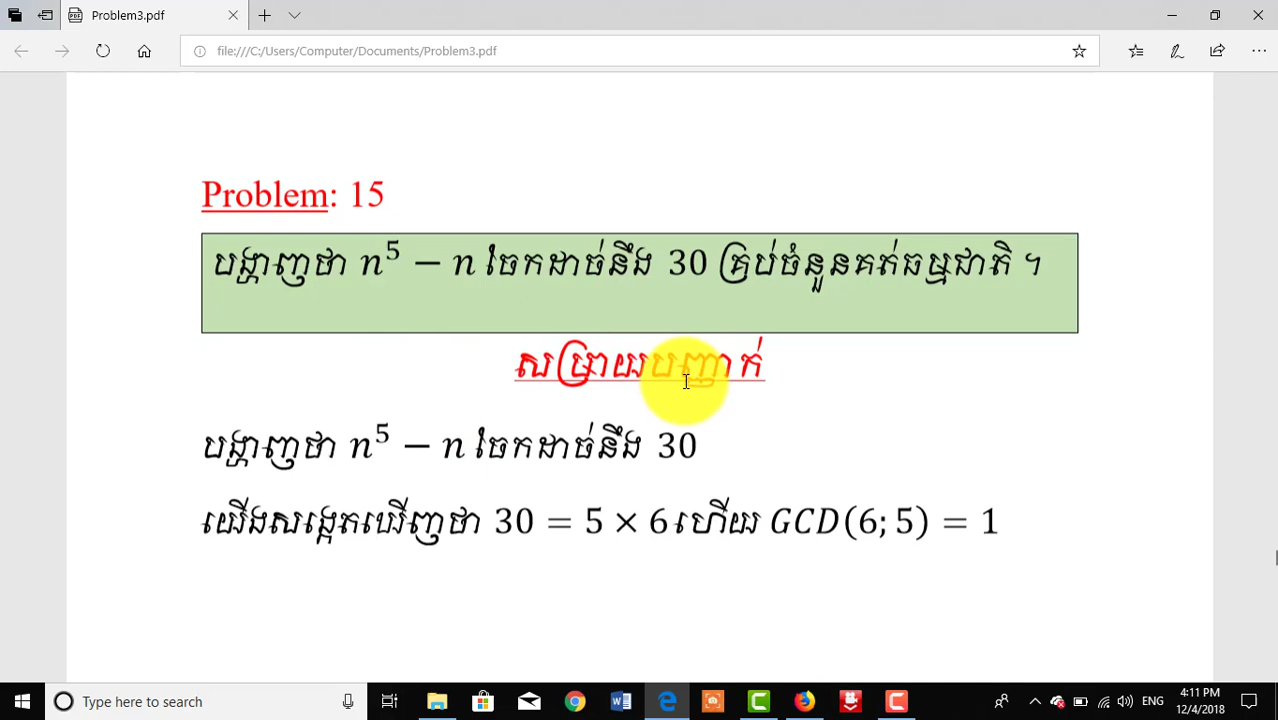 Problem3.pdf
file:///C:/Users/Computer/Documents/Problem3.pdf
Problem: 15
បង្ហាញថា n⁵ − n ចែកដាច់នឹង 30 គ្រប់ចំនួនគត់ធម្មជាតិ ។
សម្រាយបញ្ជាក់
បង្ហាញថា n⁵ − n ចែកដាច់នឹង 30
យើងសង្កេតឃើញថា 30 = 5 × 6 ហើយ GCD(6; 5) = 1
Type here to search
ENG
4:11 PM
12/4/2018